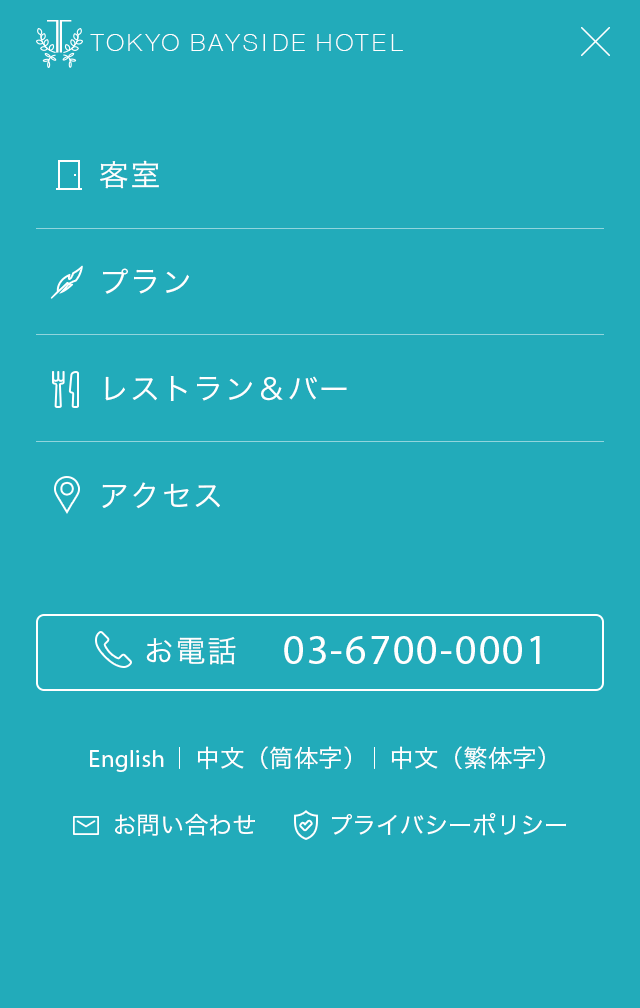 TOKYO BAYSIDE HOTEL
客室
プラン
レストラン＆バー
アクセス
お電話 03-6700-0001
English | 中文（筒体字） | 中文（繁体字）
お問い合わせ プライバシーポリシー